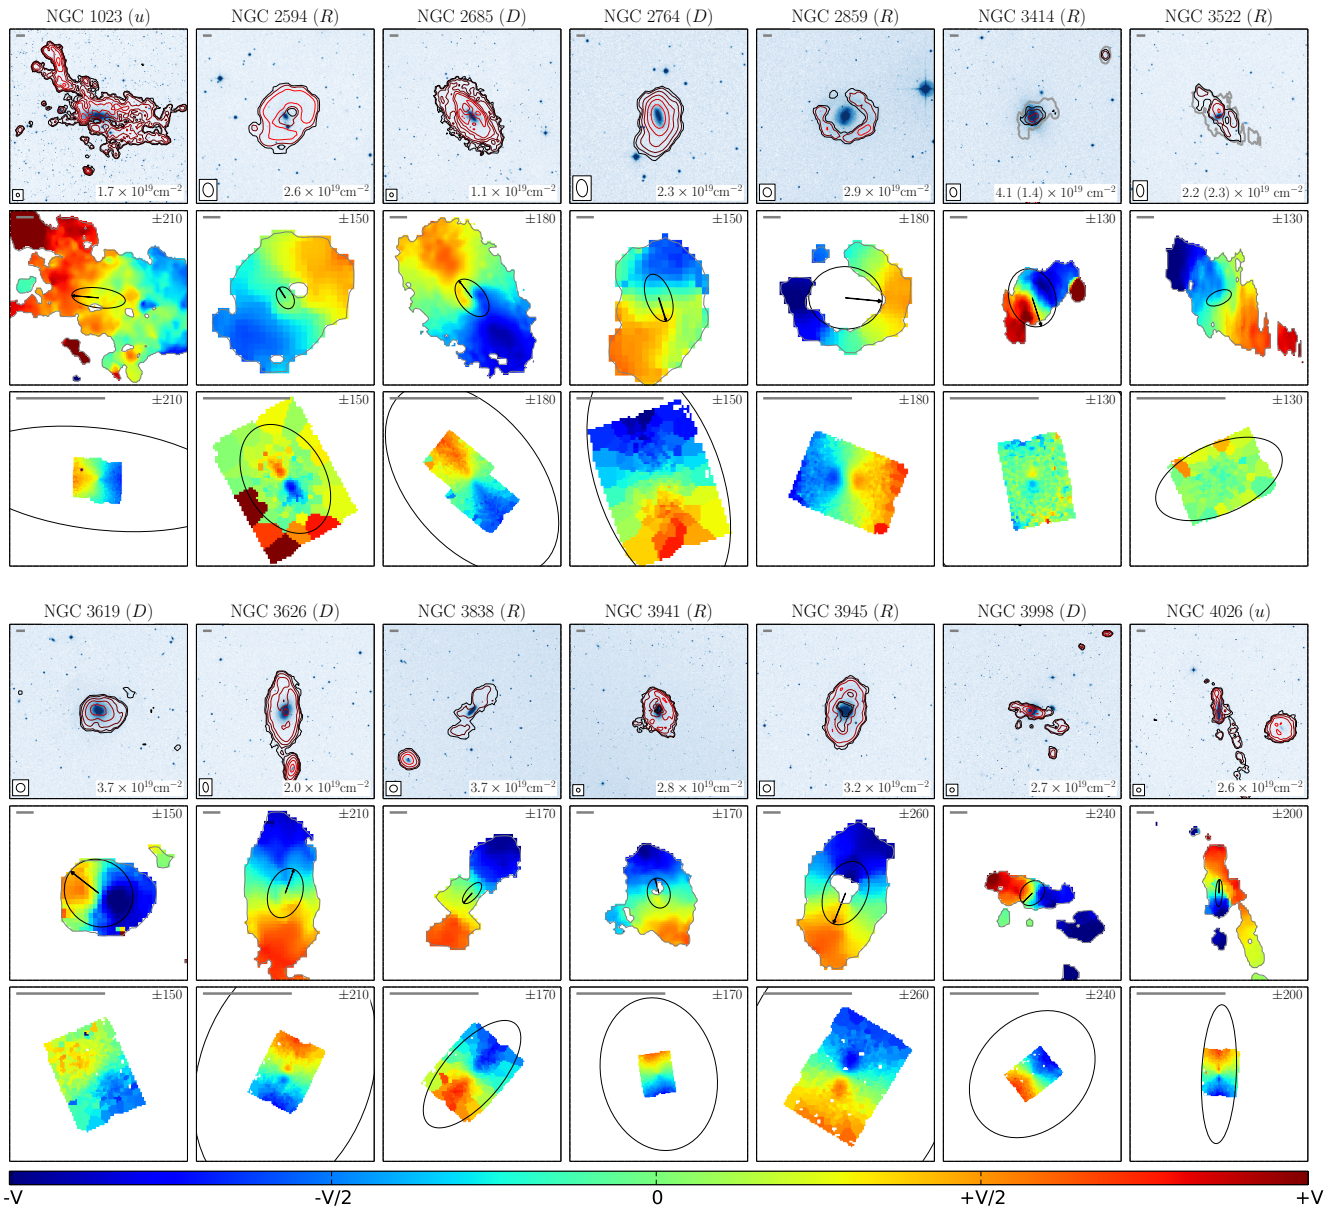 NGC 1023 (u) NGC 2594 (R) NGC 2685 (D) NGC 2764 (D) NGC 2859 (R) NGC 3414 (R) NGC 3522 (R)
1.7 × 10¹⁹cm⁻² 2.6 × 10¹⁹cm⁻² 1.1 × 10¹⁹cm⁻² 2.3 × 10¹⁹cm⁻² 2.9 × 10¹⁹cm⁻² 4.1 (1.4) × 10¹⁹ cm⁻² 2.2 (2.3) × 10¹⁹ cm⁻²
±210 ±150 ±180 ±150 ±180 ±130 ±130
±210 ±150 ±180 ±150 ±180 ±130 ±130
NGC 3619 (D) NGC 3626 (D) NGC 3838 (R) NGC 3941 (R) NGC 3945 (R) NGC 3998 (D) NGC 4026 (u)
3.7 × 10¹⁹cm⁻² 2.0 × 10¹⁹cm⁻² 3.7 × 10¹⁹cm⁻² 2.8 × 10¹⁹cm⁻² 3.2 × 10¹⁹cm⁻² 2.7 × 10¹⁹cm⁻² 2.6 × 10¹⁹cm⁻²
±150 ±210 ±170 ±170 ±260 ±240 ±200
±150 ±210 ±170 ±170 ±260 ±240 ±200
-V -V/2 0 +V/2 +V